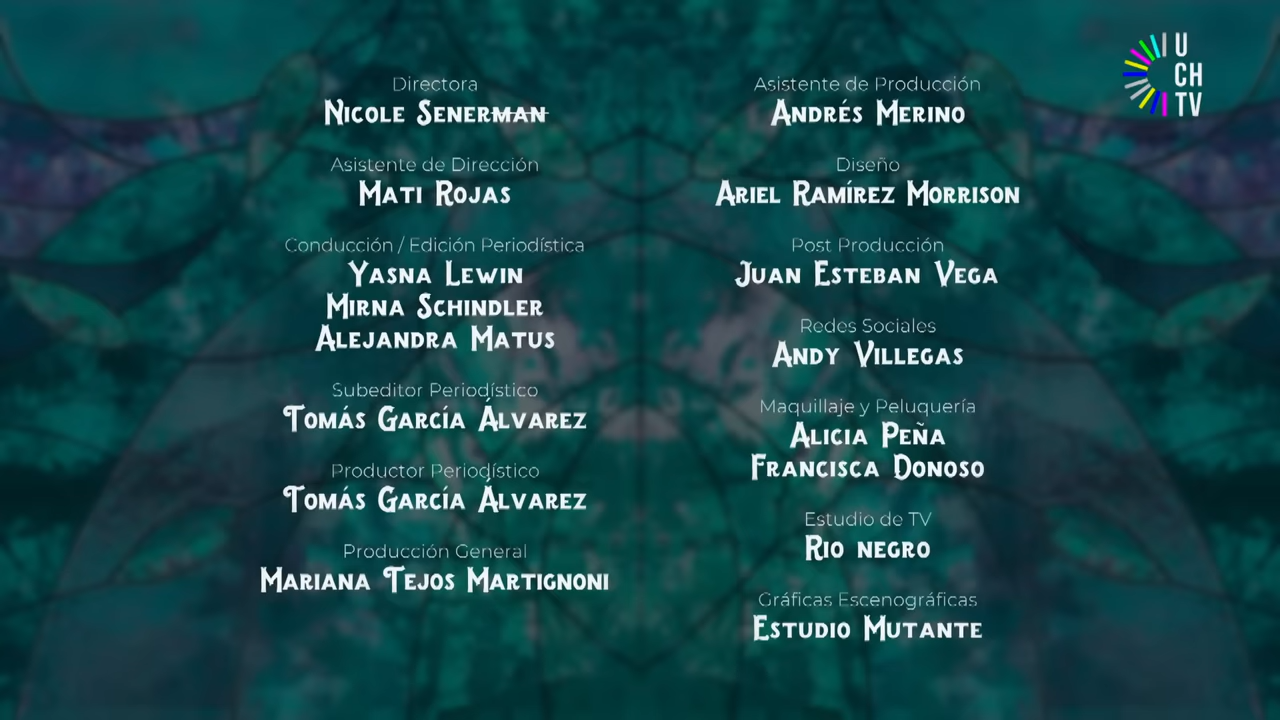 Directora
Nicole Senerman
Asistente de Dirección
Mati Rojas
Conducción / Edición Periodística
Yasna Lewin
Mirna Schindler
Alejandra Matus
Subeditor Periodístico
Tomás García Álvarez
Productor Periodístico
Tomás García Álvarez
Producción General
Mariana Tejos Martignoni
Asistente de Producción
Andrés Merino
Diseño
Ariel Ramírez Morrison
Post Producción
Juan Esteban Vega
Redes Sociales
Andy Villegas
Maquillaje y Peluquería
Alicia Peña
Francisca Donoso
Estudio de TV
Rio negro
Gráficas Escenográficas
Estudio Mutante
U
CH
TV